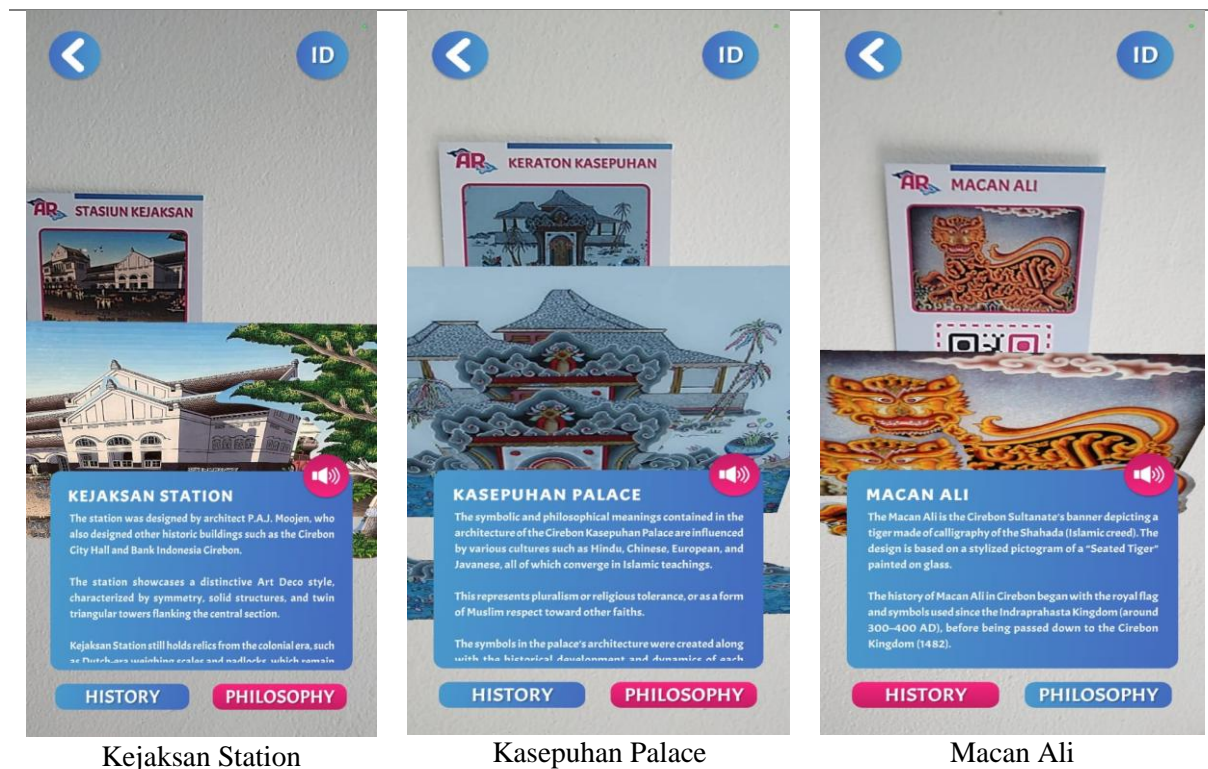 ID
AR STASIUN KEJAKSAN
KEJAKSAN STATION
The station was designed by architect P.A.J. Moojen, who
also designed other historic buildings such as the Cirebon
City Hall and Bank Indonesia Cirebon.
The station showcases a distinctive Art Deco style,
characterized by symmetry, solid structures, and twin
triangular towers flanking the central section.
Kejaksan Station still holds relics from the colonial era, such
as Dutch-era weighing scales and padlocks, which remain
HISTORY
PHILOSOPHY
Kejaksan Station
ID
AR KERATON KASEPUHAN
KASEPUHAN PALACE
The symbolic and philosophical meanings contained in the
architecture of the Cirebon Kasepuhan Palace are influenced
by various cultures such as Hindu, Chinese, European, and
Javanese, all of which converge in Islamic teachings.
This represents pluralism or religious tolerance, or as a form
of Muslim respect toward other faiths.
The symbols in the palace's architecture were created along
with the historical development and dynamics of each
HISTORY
PHILOSOPHY
Kasepuhan Palace
ID
AR MACAN ALI
MACAN ALI
The Macan Ali is the Cirebon Sultanate's banner depicting a
tiger made of calligraphy of the Shahada (Islamic creed). The
design is based on a stylized pictogram of a "Seated Tiger"
painted on glass.
The history of Macan Ali in Cirebon began with the royal flag
and symbols used since the Indraprahasta Kingdom (around
300–400 AD), before being passed down to the Cirebon
Kingdom (1482).
HISTORY
PHILOSOPHY
Macan Ali